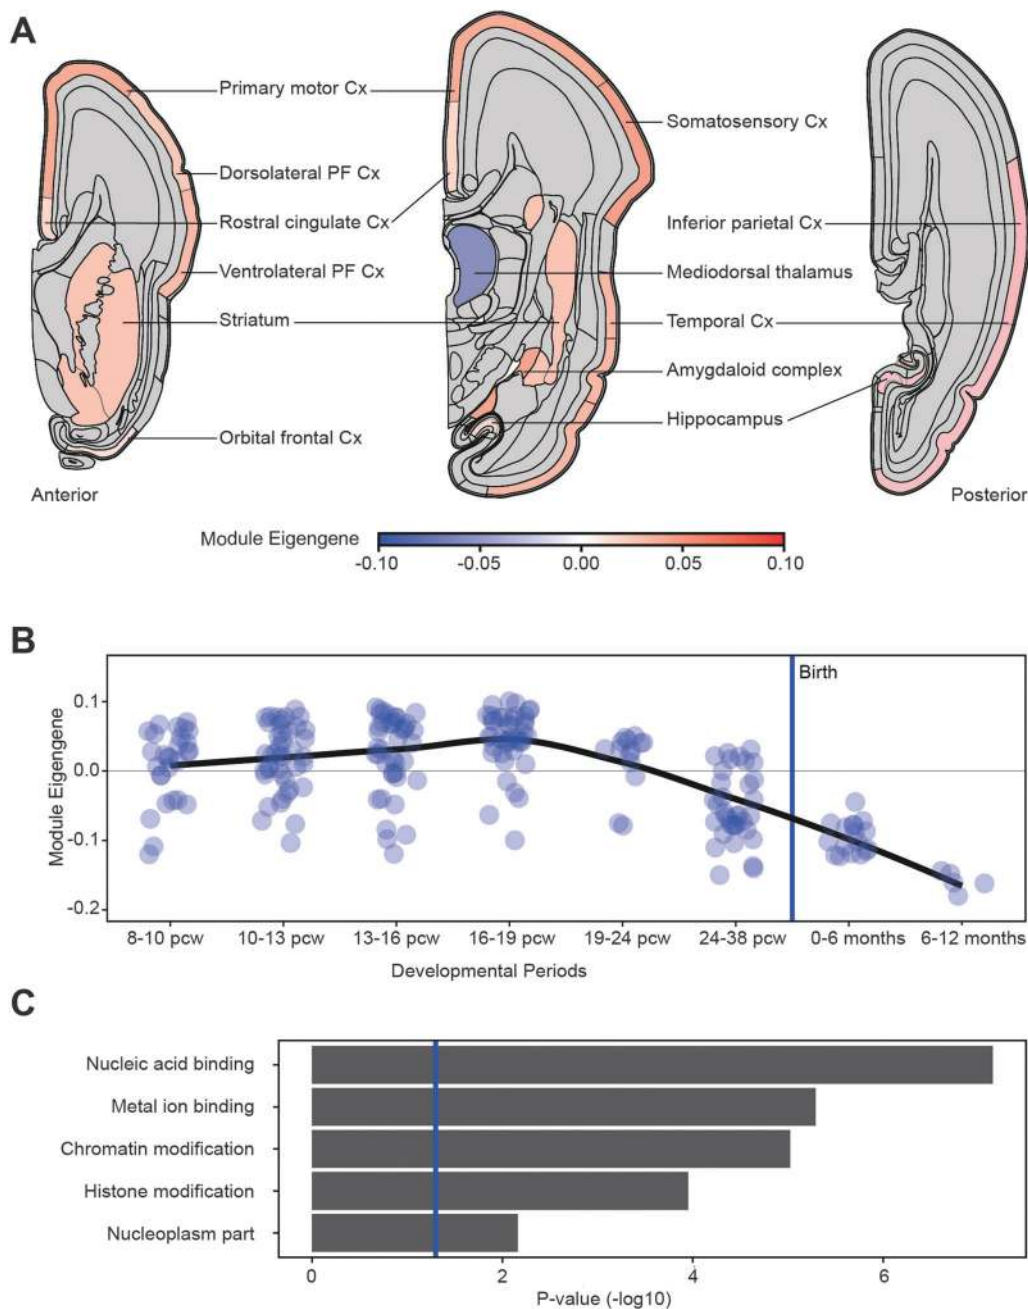 A
Primary motor Cx
Somatosensory Cx
Dorsolateral PF Cx
Rostral cingulate Cx
Inferior parietal Cx
Ventrolateral PF Cx
Mediodorsal thalamus
Striatum
Temporal Cx
Amygdaloid complex
Hippocampus
Orbital frontal Cx
Anterior
Posterior
Module Eigengene
-0.10 -0.05 0.00 0.05 0.10
B
Birth
Module Eigengene
0.1
0.0
-0.1
-0.2
8-10 pcw 10-13 pcw 13-16 pcw 16-19 pcw 19-24 pcw 24-38 pcw 0-6 months 6-12 months
Developmental Periods
C
Nucleic acid binding
Metal ion binding
Chromatin modification
Histone modification
Nucleoplasm part
0 2 4 6
P-value (-log10)